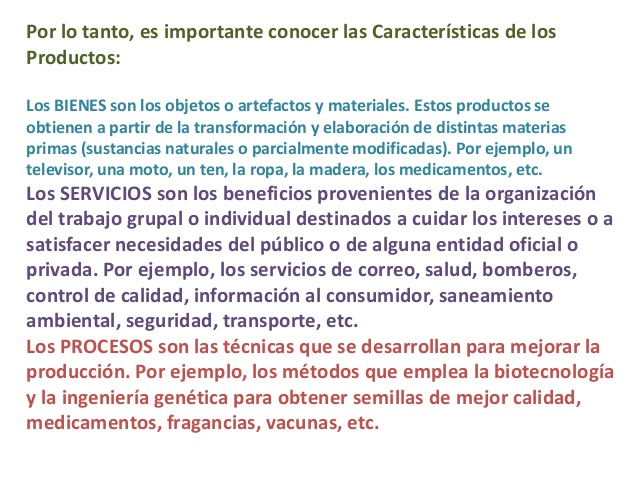 Por lo tanto, es importante conocer las Características de los
Productos:
Los BIENES son los objetos o artefactos y materiales. Estos productos se
obtienen a partir de la transformación y elaboración de distintas materias
primas (sustancias naturales o parcialmente modificadas). Por ejemplo, un
televisor, una moto, un ten, la ropa, la madera, los medicamentos, etc.
Los SERVICIOS son los beneficios provenientes de la organización
del trabajo grupal o individual destinados a cuidar los intereses o a
satisfacer necesidades del público o de alguna entidad oficial o
privada. Por ejemplo, los servicios de correo, salud, bomberos,
control de calidad, información al consumidor, saneamiento
ambiental, seguridad, transporte, etc.
Los PROCESOS son las técnicas que se desarrollan para mejorar la
producción. Por ejemplo, los métodos que emplea la biotecnología
y la ingeniería genética para obtener semillas de mejor calidad,
medicamentos, fragancias, vacunas, etc.